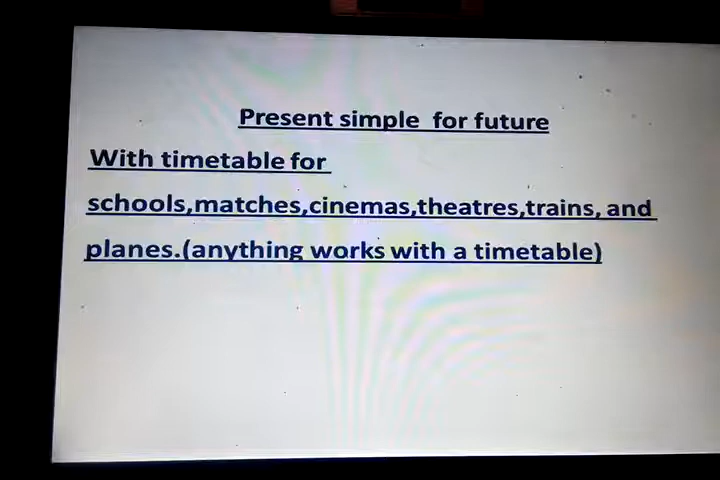 Present simple  for future
With timetable for
schools,matches,cinemas,theatres,trains, and
planes.(anything works with a timetable)